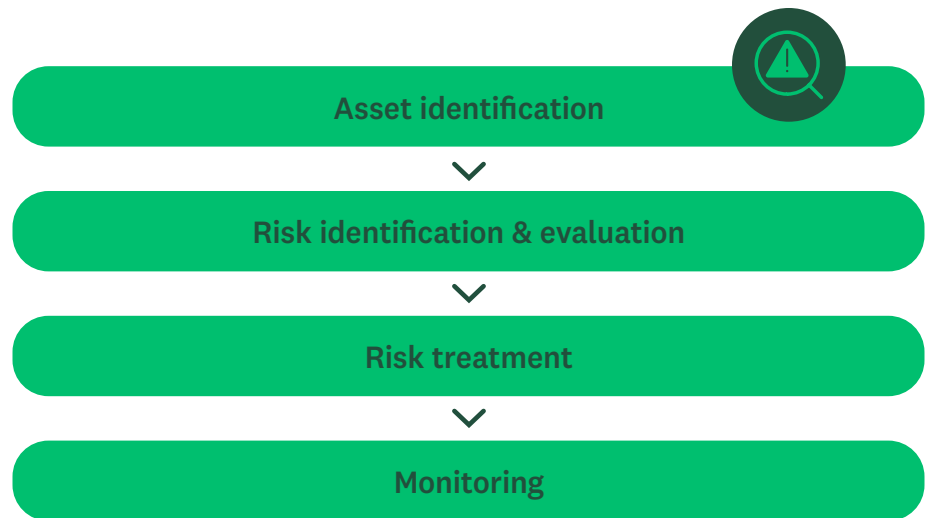 Asset identification
Risk identification & evaluation
Risk treatment
Monitoring